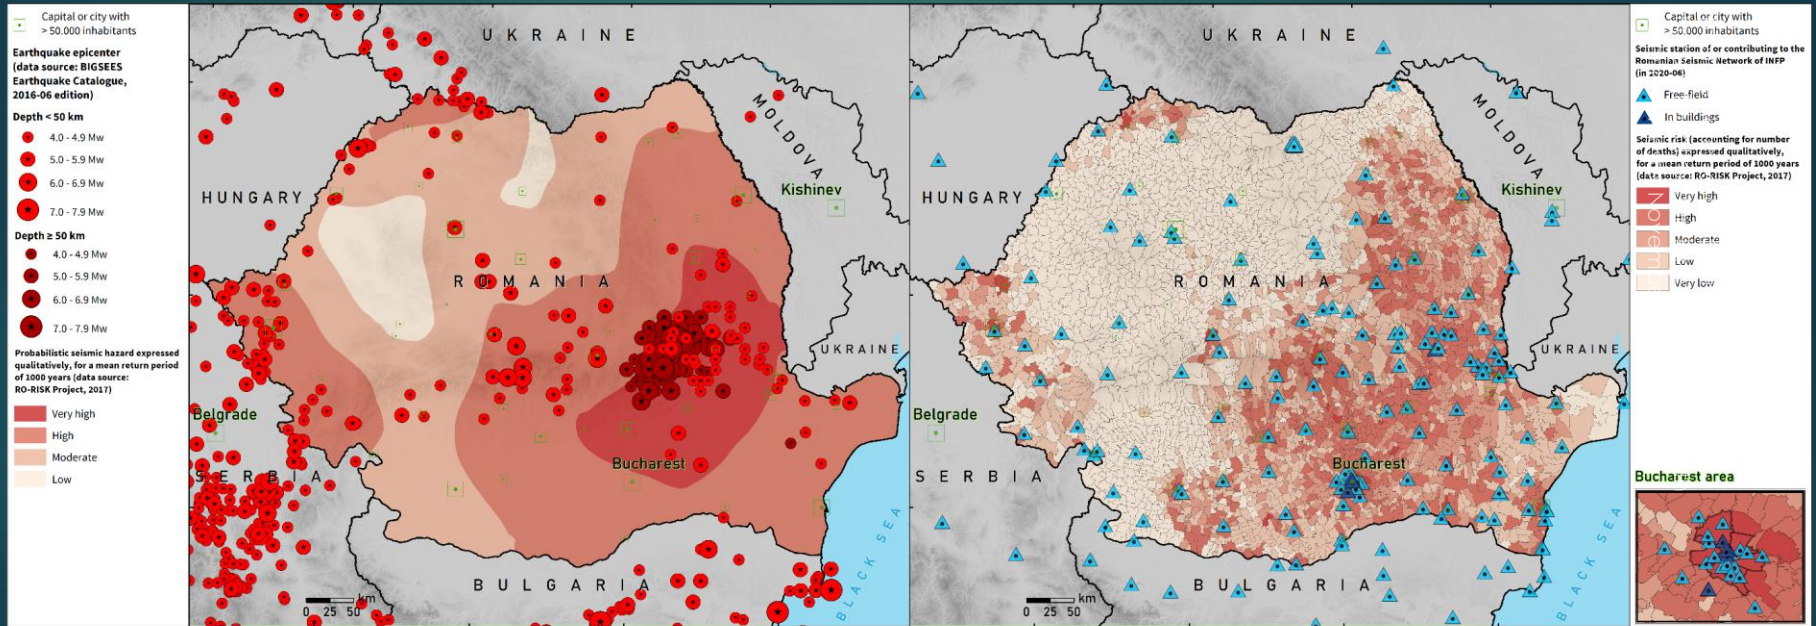 Capital or city with
> 50.000 inhabitants
Earthquake epicenter
(data source: BIGSEES
Earthquake Catalogue,
2016-06 edition)
Depth < 50 km
4.0 - 4.9 Mw
5.0 - 5.9 Mw
6.0 - 6.9 Mw
7.0 - 7.9 Mw
Depth ≥ 50 km
4.0 - 4.9 Mw
5.0 - 5.9 Mw
6.0 - 6.9 Mw
7.0 - 7.9 Mw
Probabilistic seismic hazard expressed
qualitatively, for a mean return period
of 1000 years (data source:
RO-RISK Project, 2017)
Very high
High
Moderate
Low
UKRAINE
MOLDOVA
HUNGARY
Kishinev
ROMANIA
UKRAINE
Belgrade
Bucharest
SERBIA
BULGARIA
BLACK SEA
km
0 25 50
UKRAINE
MOLDOVA
HUNGARY
Kishinev
ROMANIA
UKRAINE
Belgrade
Bucharest
SERBIA
BULGARIA
BLACK SEA
km
0 25 50
Capital or city with
> 50.000 inhabitants
Seismic station of or contributing to the
Romanian Seismic Network of INFP
(in 2020-06)
Free-field
In buildings
Seismic risk (accounting for number
of deaths) expressed qualitatively,
for a mean return period of 1000 years
(data source: RO-RISK Project, 2017)
Very high
High
Moderate
Low
Very low
Bucharest area